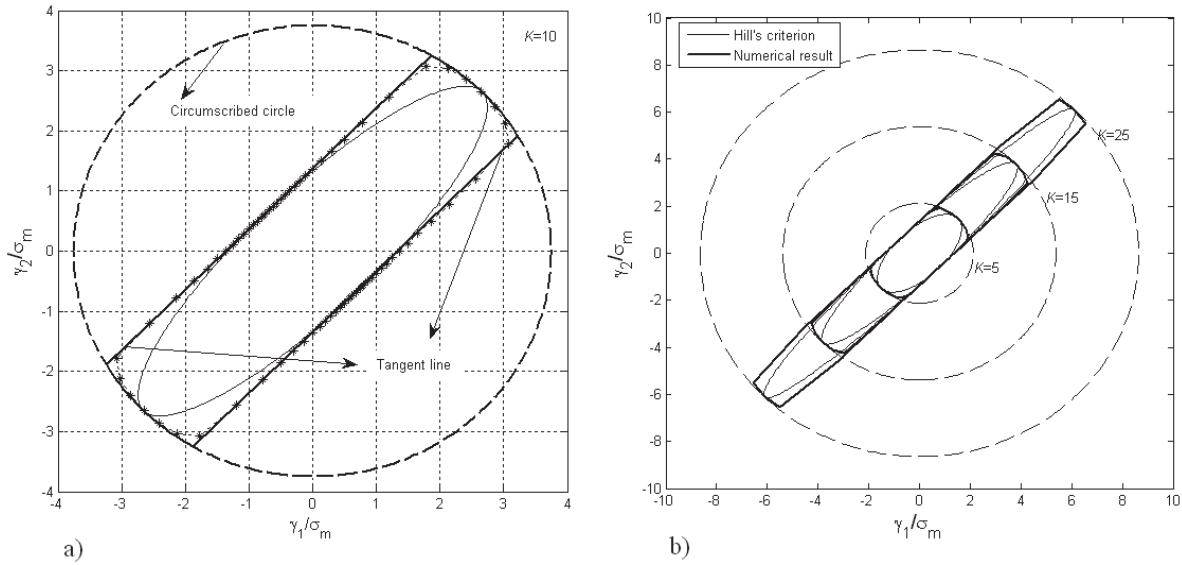 K=10
Circumscribed circle
Tangent line
4
3
2
1
0
-1
-2
-3
-4
-4 -3 -2 -1 0 1 2 3 4
γ2/σm
γ1/σm
a)
Hill's criterion
Numerical result
K=25
K=15
K=5
10
8
6
4
2
0
-2
-4
-6
-8
-10
-10 -8 -6 -4 -2 0 2 4 6 8 10
γ2/σm
γ1/σm
b)